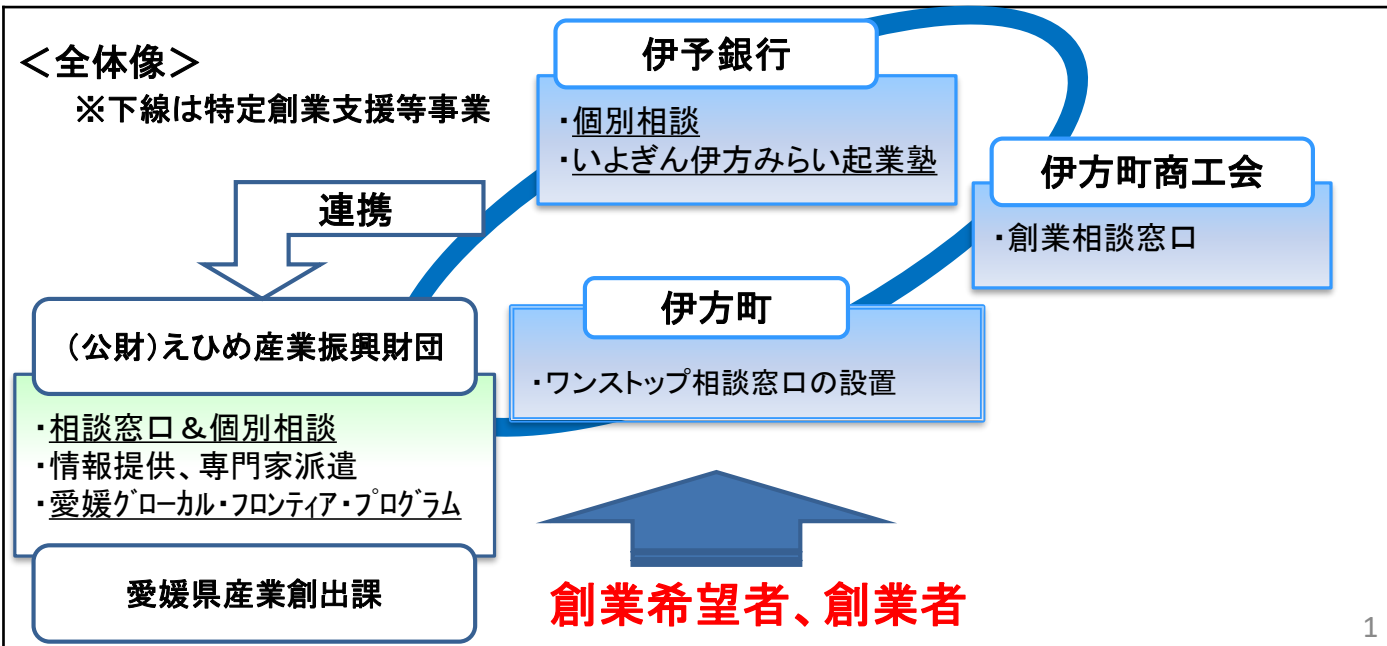 ＜全体像＞
※下線は特定創業支援等事業
伊予銀行
・個別相談
・いよぎん伊方みらい起業塾
伊方町商工会
・創業相談窓口
連携
伊方町
・ワンストップ相談窓口の設置
（公財）えひめ産業振興財団
・相談窓口＆個別相談
・情報提供、専門家派遣
・愛媛ｸﾞﾛｰｶﾙ・ﾌﾛﾝﾃｨｱ・ﾌﾟﾛｸﾞﾗﾑ
愛媛県産業創出課
創業希望者、創業者
1